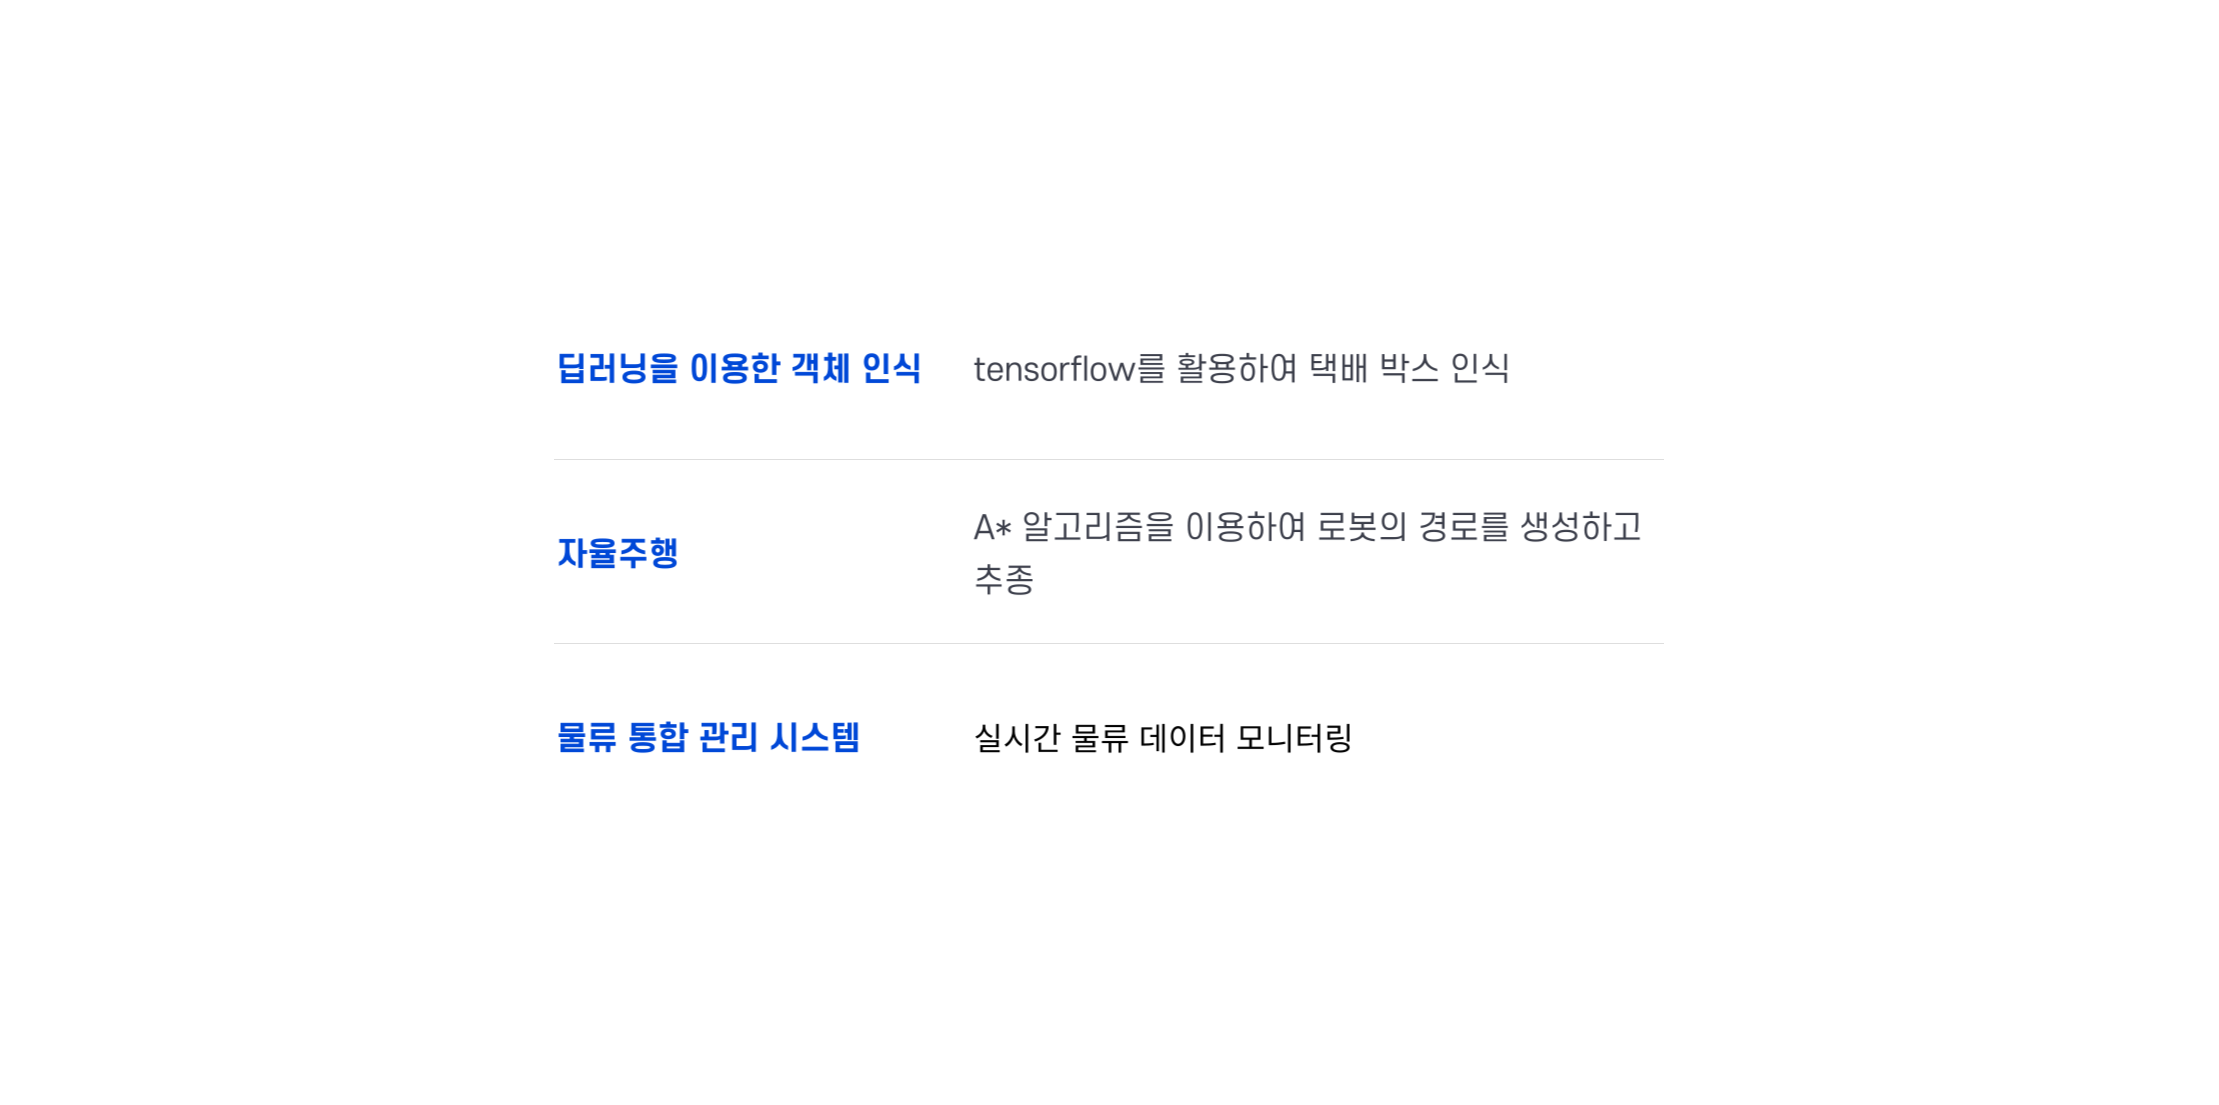 딥러닝을 이용한 객체 인식
tensorflow를 활용하여 택배 박스 인식
자율주행
A* 알고리즘을 이용하여 로봇의 경로를 생성하고
추종
물류 통합 관리 시스템
실시간 물류 데이터 모니터링